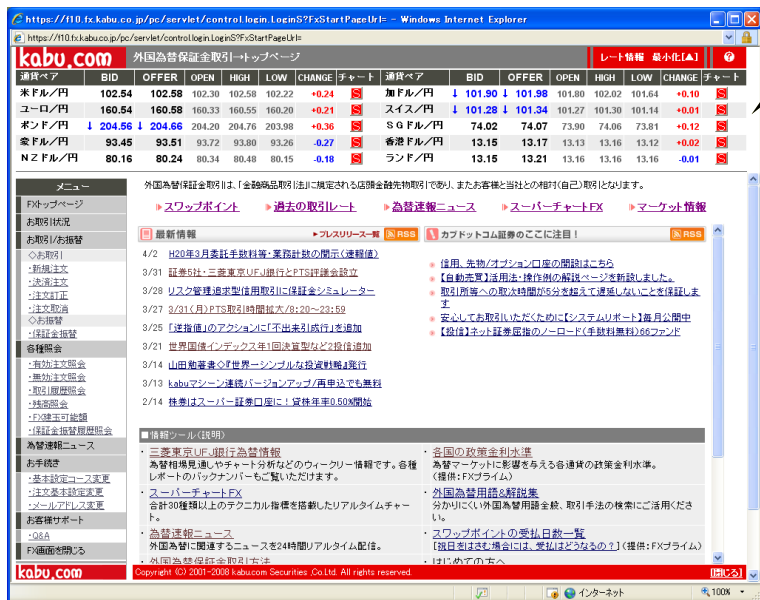 https://f10.fx.kabu.co.jp/pc/servlet/control.login.LoginS?FxStartPageUrl= - Windows Internet Explorer
https://f10.fx.kabu.co.jp/pc/servlet/control.login.LoginS?FxStartPageUrl=
kabu.com 外国為替保証金取引→トップページ レート情報 最小化[▲] ?
通貨ペア BID OFFER OPEN HIGH LOW CHANGE チャート 通貨ペア BID OFFER OPEN HIGH LOW CHANGE チャート
米ドル/円 102.54 102.58 102.30 102.58 102.22 +0.24 S 加ドル/円 ↓ 101.90 ↓ 101.98 101.80 102.02 101.64 +0.10 S
ユーロ/円 160.54 160.58 160.33 160.55 160.20 +0.21 S スイス/円 ↓ 101.28 ↓ 101.34 101.27 101.30 101.14 +0.01 S
ポンド/円 ↓ 204.56 ↓ 204.66 204.20 204.76 203.98 +0.36 S SGドル/円 74.02 74.07 73.90 74.06 73.81 +0.12 S
豪ドル/円 93.45 93.51 93.72 93.80 93.26 -0.27 S 香港ドル/円 13.15 13.17 13.13 13.16 13.12 +0.02 S
NZドル/円 80.16 80.24 80.34 80.48 80.15 -0.18 S ランド/円 13.15 13.21 13.16 13.16 13.16 -0.01 S
メニュー
FXトップページ
お取引状況
お取引/お振替
◇お取引
・新規注文
・決済注文
・注文訂正
・注文取消
◇お振替
・保証金振替
各種照会
・有効注文照会
・無効注文照会
・取引履歴照会
・残高照会
・FX建玉可能額
・保証金振替履歴照会
為替速報ニュース
お手続き
・基本設定コース変更
・注文基本設定変更
・メールアドレス変更
お客様サポート
・Q&A
FX画面を閉じる
外国為替保証金取引は、「金融商品取引法」に規定される店頭金融先物取引であり、またお客様と当社との相対(自己)取引となります。
スワップポイント 過去の取引レート 為替速報ニュース スーパーチャートFX マーケット情報
最新情報 ▸プレスリリース一覧 RSS
4/2 H20年3月委託手数料等・業務計数の開示(速報値)
3/31 証券5社・三菱東京UFJ銀行とPTS評議会設立
3/28 リスク管理追求型信用取引に保証金シミュレーター
3/27 3/31(月)PTS取引時間拡大/8:20～23:59
3/25 「逆指値」のアクションに「不出来引成行」を追加
3/21 世界国債インデックス年1回決算型など2投信追加
3/14 山田勉著書◇『世界一シンプルな投資戦略』発行
3/13 kabuマシーン連続バージョンアップ/再申込でも無料
2/14 株券はスーパー証券口座に!貸株年率0.50%開始
カブドットコム証券のここに注目! RSS
信用、先物/オプション口座の開設はこちら
【自動売買】活用法・操作例の解説ページを新設しました。
取引所等への取次時間が5分を超えて遅延しないことを保証します
安心してお取引いただくために【システムリポート】毎月公開中
【投信】ネット証券屈指のノーロード(手数料無料)66ファンド
■情報ツール(説明)
・三菱東京UFJ銀行為替情報
為替相場見通しやチャート分析などのウィークリー情報です。各種レポートのバックナンバーもご覧いただけます。
・スーパーチャートFX
合計30種類以上のテクニカル指標を搭載したリアルタイムチャート。
・為替速報ニュース
外国為替に関連するニュースを24時間リアルタイム配信。
・外国為替保証金取引方法
・各国の政策金利水準
為替マーケットに影響を与える各通貨の政策金利水準。
(提供:FXプライム)
・外国為替用語&解説集
分かりにくい外国為替用語全般、取引手法の検索にご活用ください。
・スワップポイントの受払日数一覧
[祝日をはさむ場合には、受払はどうなるの?](提供:FXプライム)
・はじめての方へ
kabu.com Copyright (C) 2001-2008 kabu.com Securities ,Co.Ltd. All rights reserved. [閉じる]
インターネット 100%